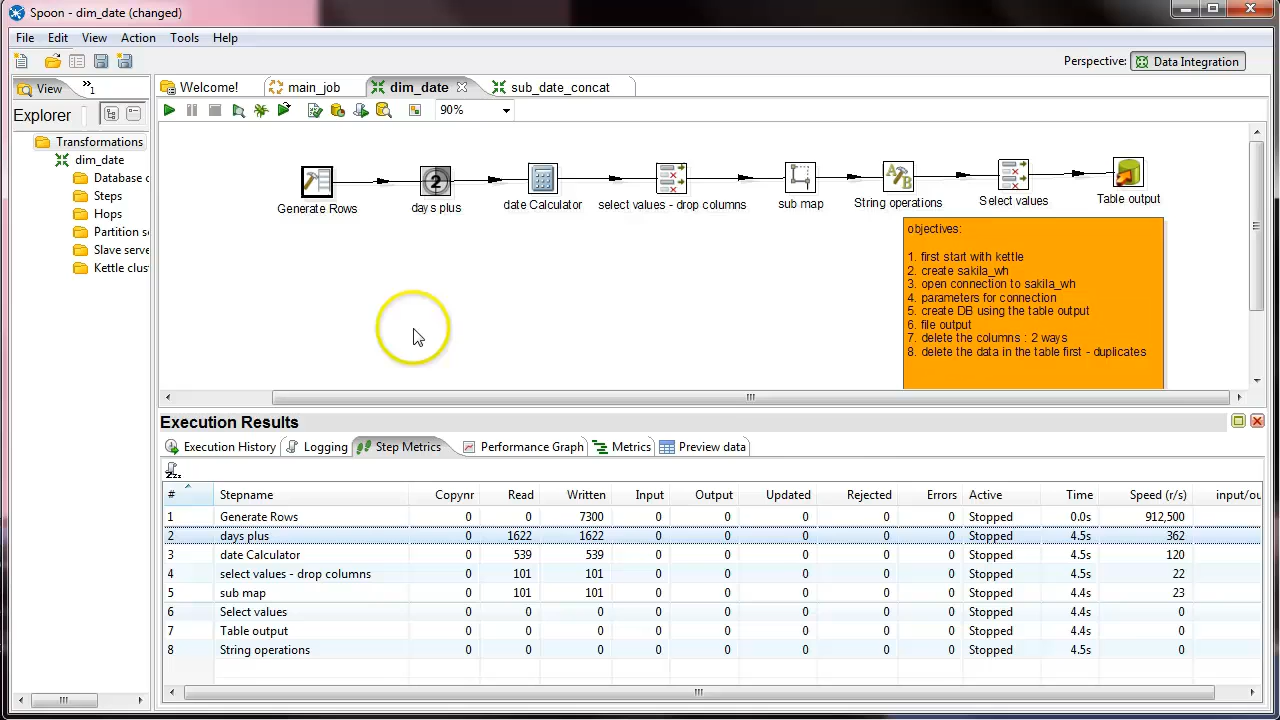 Spoon - dim_date (changed)
File Edit View Action Tools Help
Perspective: Data Integration
View 1
Welcome! main_job dim_date sub_date_concat
Explorer
90%
Transformations
dim_date
Database c
Steps
Hops
Partition s
Slave serve
Kettle clus
2
Generate Rows days plus date Calculator select values - drop columns sub map String operations Select values Table output
objectives:
1. first start with kettle
2. create sakila_wh
3. open connection to sakila_wh
4. parameters for connection
5. create DB using the table output
6. file output
7. delete the columns : 2 ways
8. delete the data in the table first - duplicates
Execution Results
Execution History Logging Step Metrics Performance Graph Metrics Preview data
# Stepname Copynr Read Written Input Output Updated Rejected Errors Active Time Speed (r/s) input/ou
1 Generate Rows 0 0 7300 0 0 0 0 0 Stopped 0.0s 912,500
2 days plus 0 1622 1622 0 0 0 0 0 Stopped 4.5s 362
3 date Calculator 0 539 539 0 0 0 0 0 Stopped 4.5s 120
4 select values - drop columns 0 101 101 0 0 0 0 0 Stopped 4.5s 22
5 sub map 0 101 101 0 0 0 0 0 Stopped 4.4s 23
6 Select values 0 0 0 0 0 0 0 0 Stopped 4.4s 0
7 Table output 0 0 0 0 0 0 0 0 Stopped 4.4s 0
8 String operations 0 0 0 0 0 0 0 0 Stopped 4.5s 0